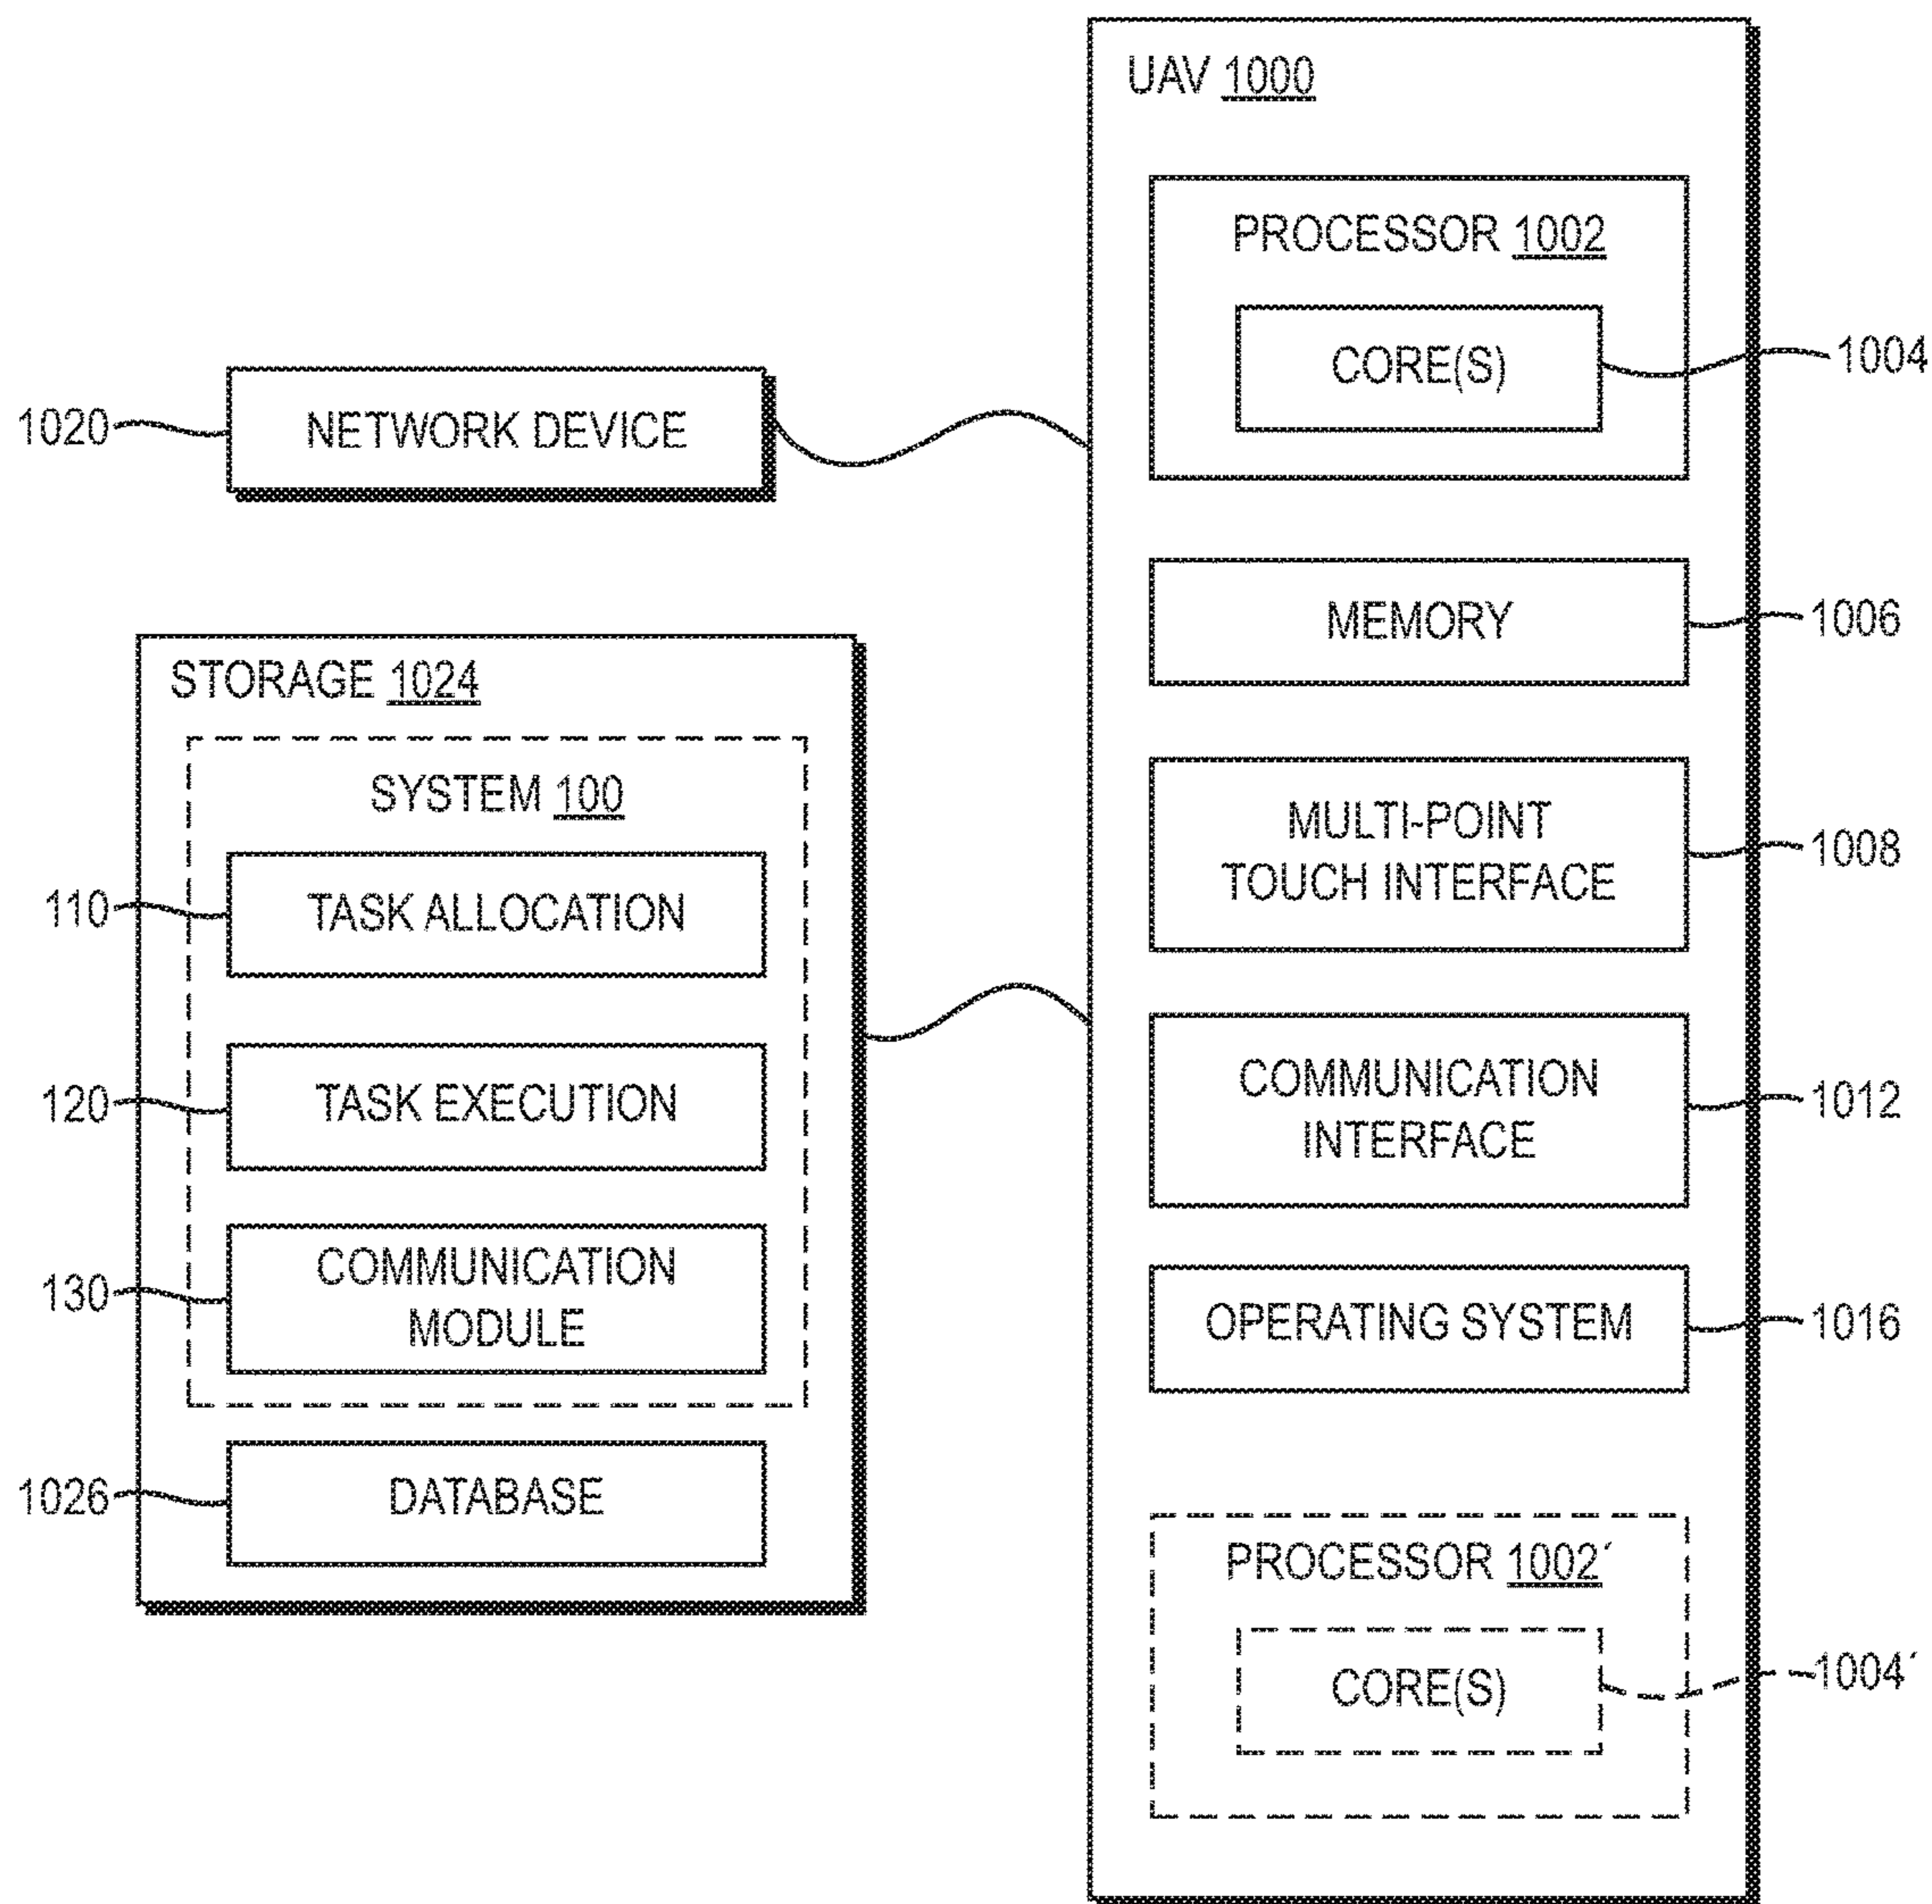 UAV 1000
PROCESSOR 1002
CORE(S)
1004
1020
NETWORK DEVICE
MEMORY
1006
STORAGE 1024
SYSTEM 100
MULTI-POINT
TOUCH INTERFACE
1008
110
TASK ALLOCATION
COMMUNICATION
INTERFACE
1012
120
TASK EXECUTION
130
COMMUNICATION
MODULE
OPERATING SYSTEM
1016
1026
DATABASE
PROCESSOR 1002´
CORE(S)
1004´